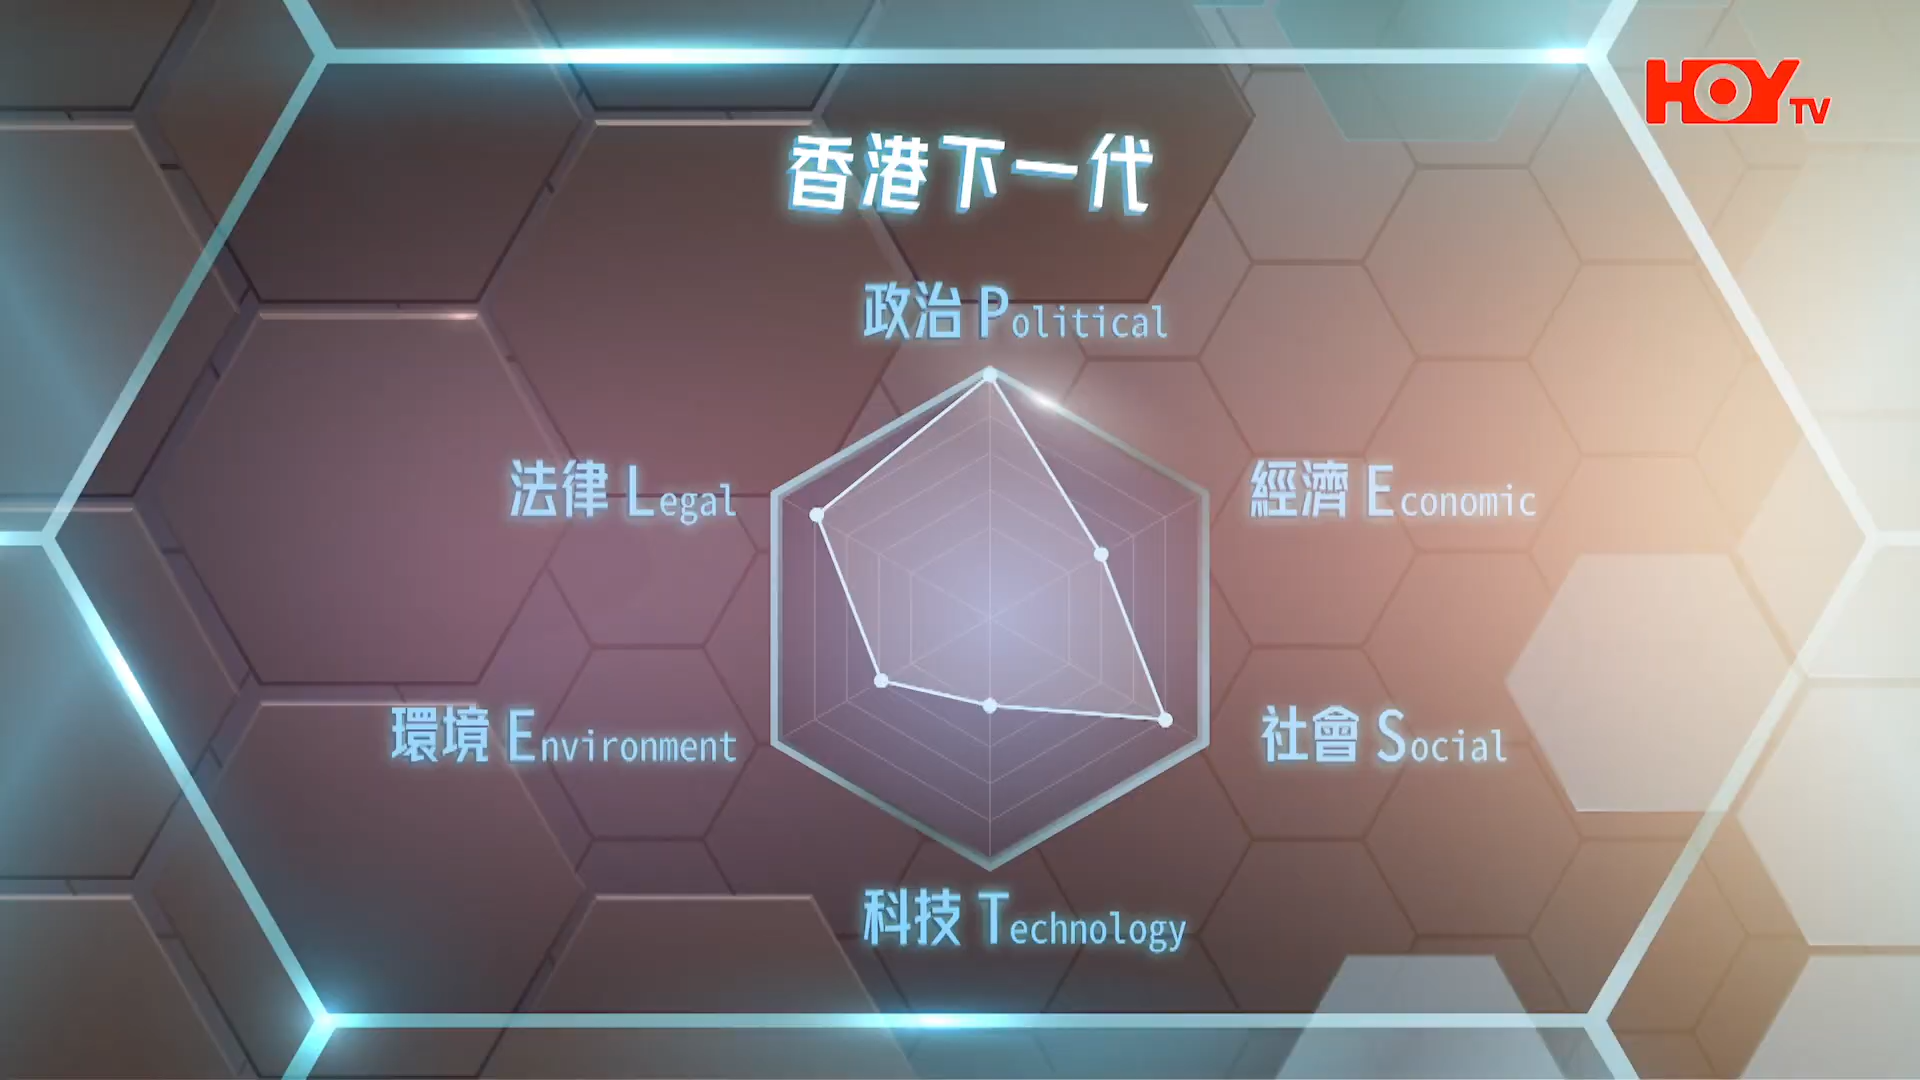 HOY TV
香港下一代
政治 Political
法律 Legal
經濟 Economic
環境 Environment
社會 Social
科技 Technology